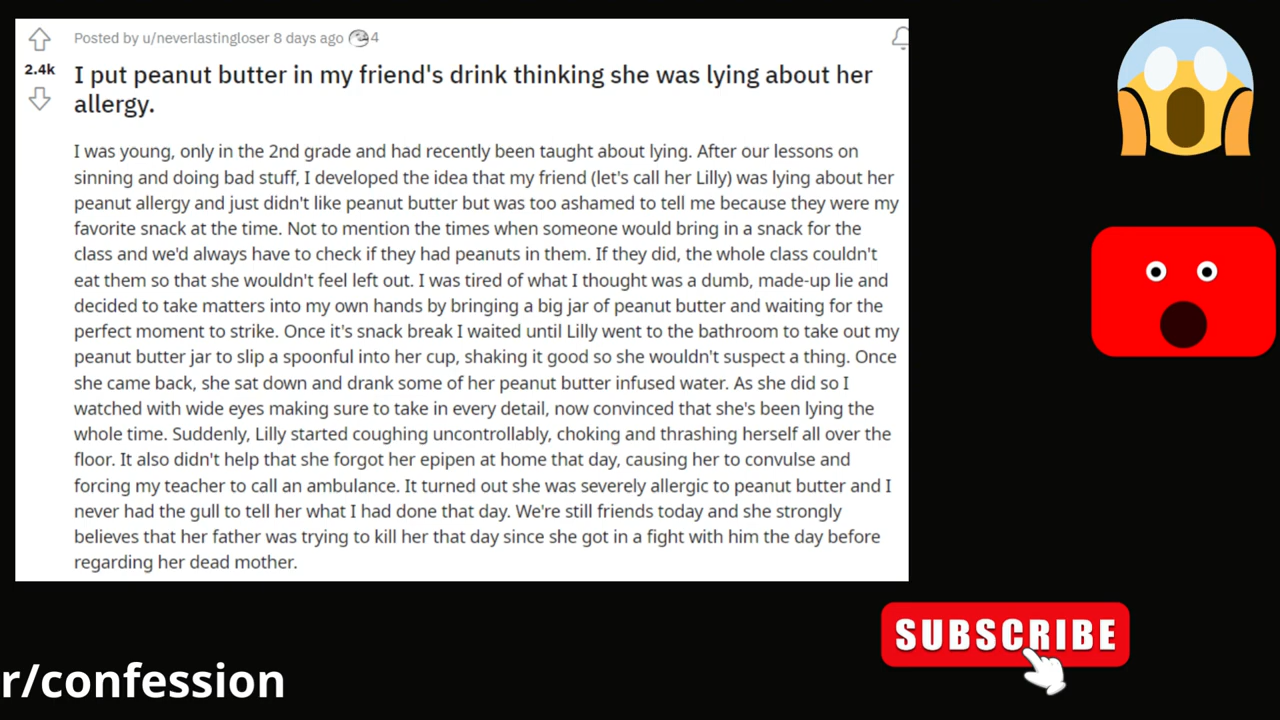 Posted by u/neverlastingloser 8 days ago 4
2.4k
I put peanut butter in my friend's drink thinking she was lying about her
allergy.
I was young, only in the 2nd grade and had recently been taught about lying. After our lessons on
sinning and doing bad stuff, I developed the idea that my friend (let's call her Lilly) was lying about her
peanut allergy and just didn't like peanut butter but was too ashamed to tell me because they were my
favorite snack at the time. Not to mention the times when someone would bring in a snack for the
class and we'd always have to check if they had peanuts in them. If they did, the whole class couldn't
eat them so that she wouldn't feel left out. I was tired of what I thought was a dumb, made-up lie and
decided to take matters into my own hands by bringing a big jar of peanut butter and waiting for the
perfect moment to strike. Once it's snack break I waited until Lilly went to the bathroom to take out my
peanut butter jar to slip a spoonful into her cup, shaking it good so she wouldn't suspect a thing. Once
she came back, she sat down and drank some of her peanut butter infused water. As she did so I
watched with wide eyes making sure to take in every detail, now convinced that she's been lying the
whole time. Suddenly, Lilly started coughing uncontrollably, choking and thrashing herself all over the
floor. It also didn't help that she forgot her epipen at home that day, causing her to convulse and
forcing my teacher to call an ambulance. It turned out she was severely allergic to peanut butter and I
never had the gull to tell her what I had done that day. We're still friends today and she strongly
believes that her father was trying to kill her that day since she got in a fight with him the day before
regarding her dead mother.
SUBSCRIBE
r/confession